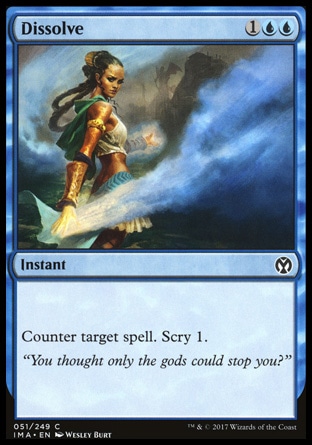 Dissolve 1
Instant
Counter target spell. Scry 1.
“You thought only the gods could stop you?”
051/249 C
IMA • EN Wesley Burt ™ & © 2017 Wizards of the Coast